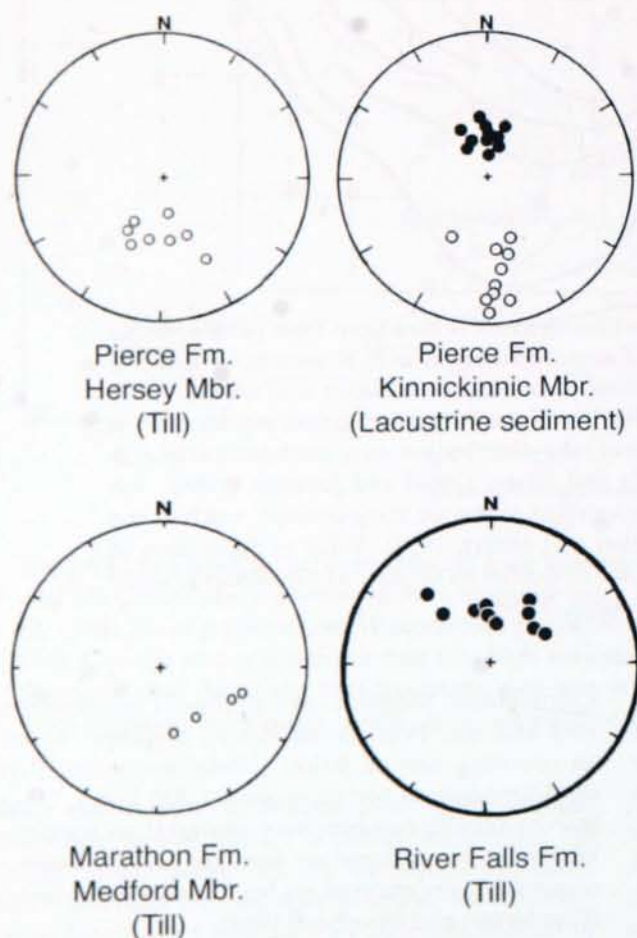 N
Pierce Fm.
Hersey Mbr.
(Till)
N
Pierce Fm.
Kinnickinnic Mbr.
(Lacustrine sediment)
N
Marathon Fm.
Medford Mbr.
(Till)
N
River Falls Fm.
(Till)